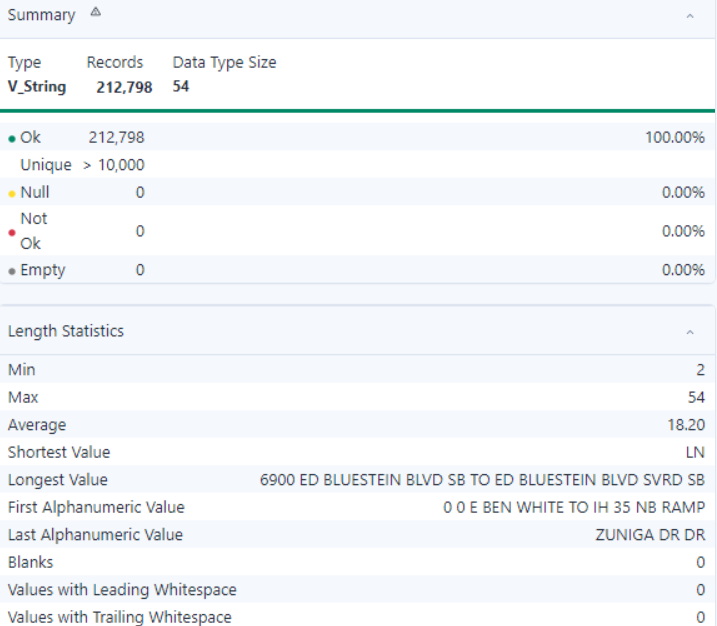 Summary
Type Records Data Type Size
V_String 212,798 54
Ok 212,798 100.00%
Unique > 10,000
Null 0 0.00%
Not
Ok 0 0.00%
Empty 0 0.00%
Length Statistics
Min 2
Max 54
Average 18.20
Shortest Value LN
Longest Value 6900 ED BLUESTEIN BLVD SB TO ED BLUESTEIN BLVD SVRD SB
First Alphanumeric Value 0 0 E BEN WHITE TO IH 35 NB RAMP
Last Alphanumeric Value ZUNIGA DR DR
Blanks 0
Values with Leading Whitespace 0
Values with Trailing Whitespace 0